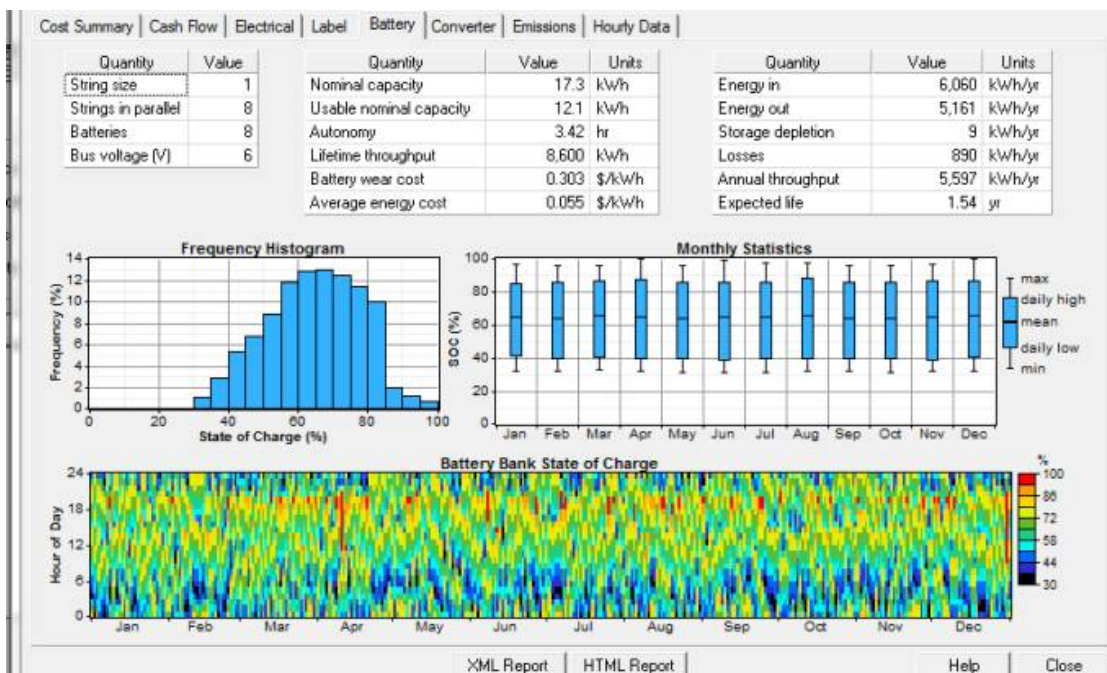 Cost Summary Cash Flow Electrical Label Battery Converter Emissions Hourly Data
Quantity Value
String size 1
Strings in parallel 8
Batteries 8
Bus voltage (V) 6
Quantity Value Units
Nominal capacity 17.3 kWh
Usable nominal capacity 12.1 kWh
Autonomy 3.42 hr
Lifetime throughput 8,600 kWh
Battery wear cost 0.303 $/kWh
Average energy cost 0.055 $/kWh
Quantity Value Units
Energy in 6,060 kWh/yr
Energy out 5,161 kWh/yr
Storage depletion 9 kWh/yr
Losses 890 kWh/yr
Annual throughput 5,597 kWh/yr
Expected life 1.54 yr
Frequency Histogram
Frequency (%)
14
12
10
8
6
4
2
0
0 20 40 60 80 100
State of Charge (%)
Monthly Statistics
SOC (%)
100
80
60
40
20
0
Jan Feb Mar Apr May Jun Jul Aug Sep Oct Nov Dec
max
daily high
mean
daily low
min
Battery Bank State of Charge
Hour of Day
24
18
12
6
0
Jan Feb Mar Apr May Jun Jul Aug Sep Oct Nov Dec
%
100
86
72
58
44
30
XML Report HTML Report Help Close